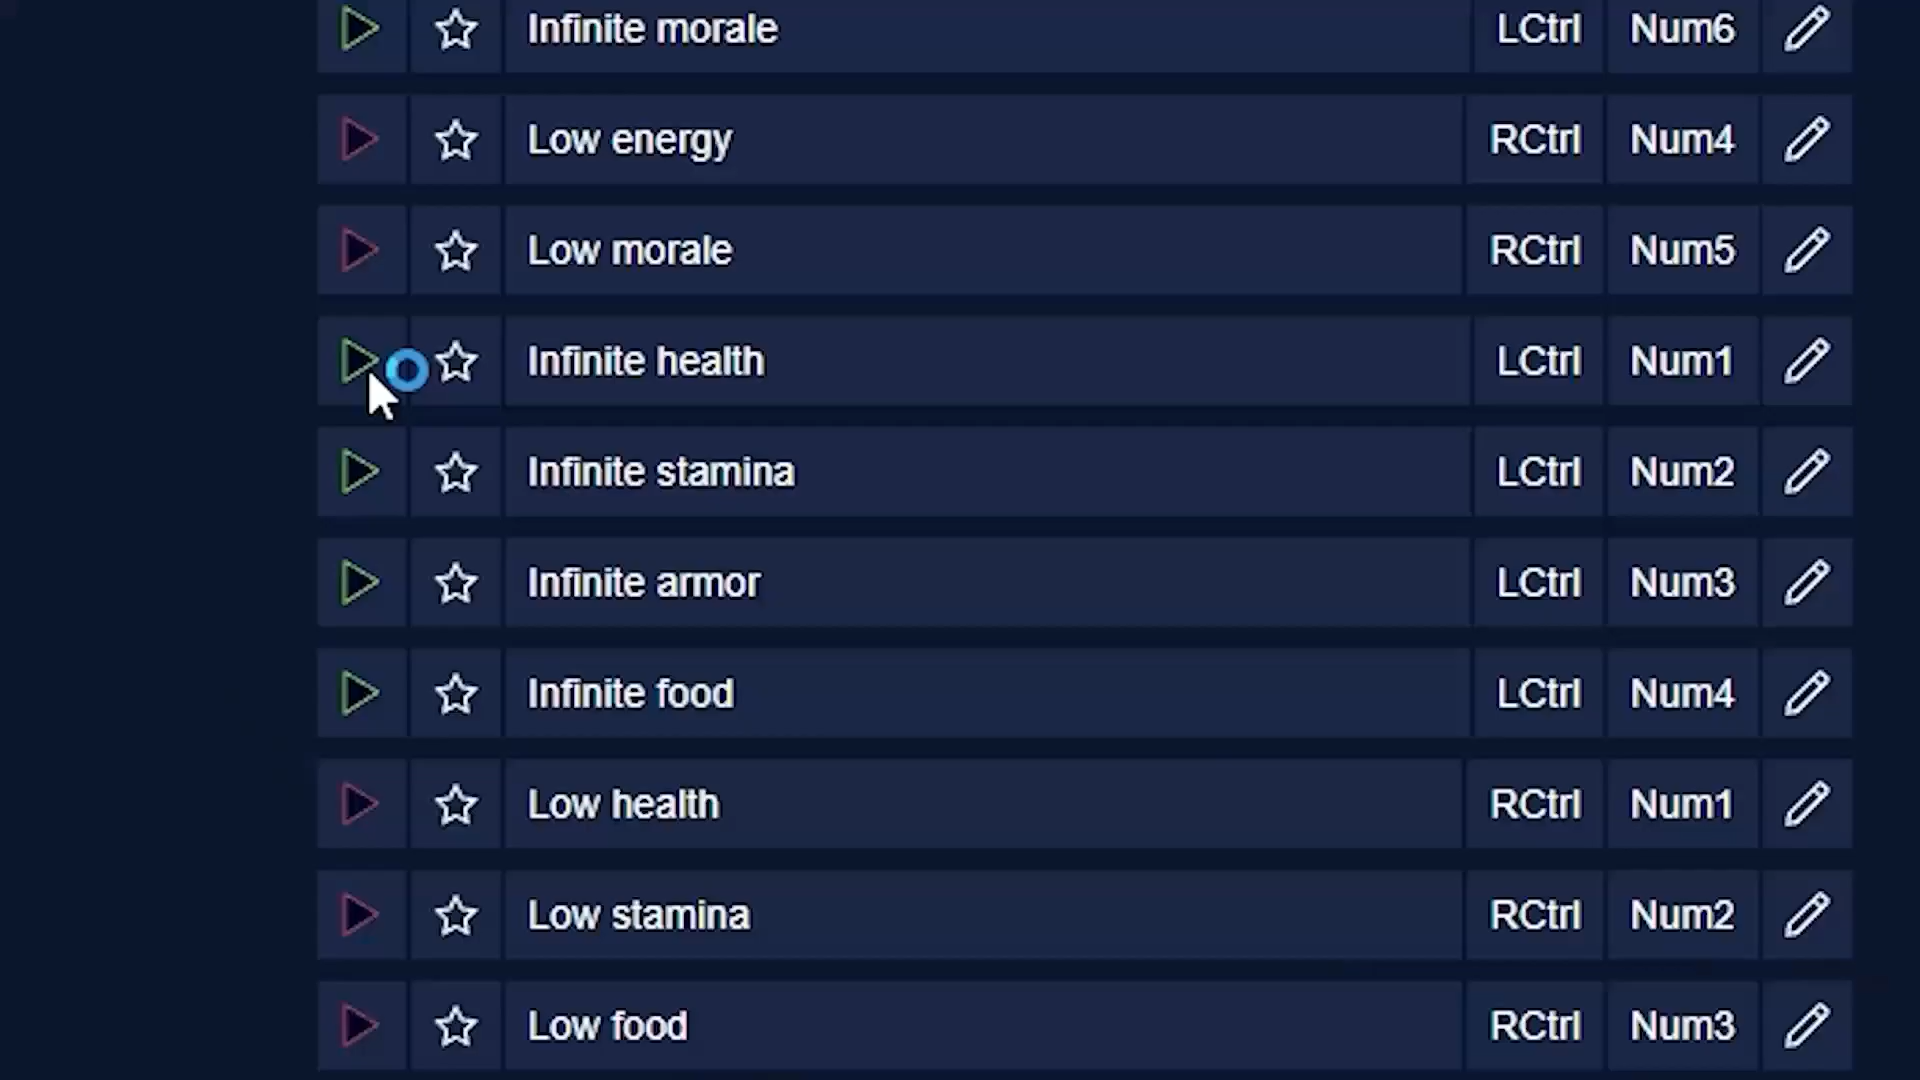 Infinite morale LCtrl Num6
Low energy RCtrl Num4
Low morale RCtrl Num5
Infinite health LCtrl Num1
Infinite stamina LCtrl Num2
Infinite armor LCtrl Num3
Infinite food LCtrl Num4
Low health RCtrl Num1
Low stamina RCtrl Num2
Low food RCtrl Num3